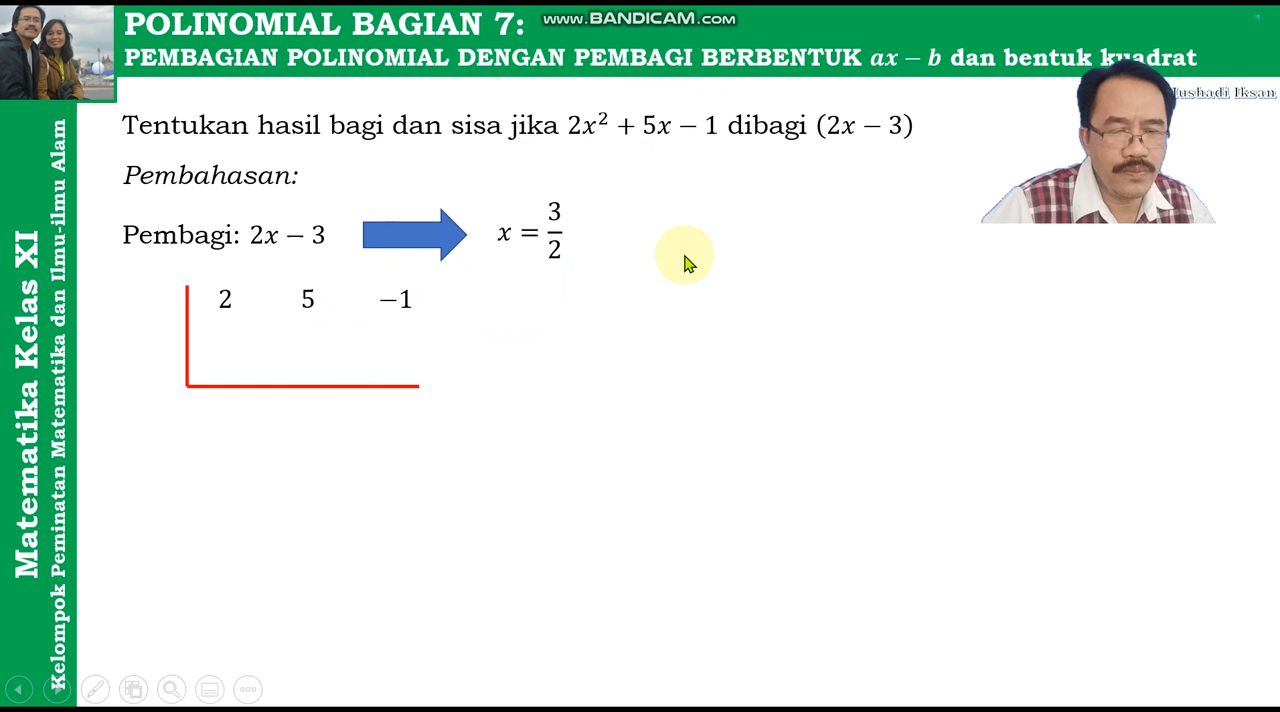 www.BANDICAM.com
POLINOMIAL BAGIAN 7:
PEMBAGIAN POLINOMIAL DENGAN PEMBAGI BERBENTUK ax − b dan bentuk kuadrat
Iksan
Tentukan hasil bagi dan sisa jika 2x² + 5x − 1 dibagi (2x − 3)
Pembahasan:
Pembagi: 2x − 3 x = 3/2
2 5 −1
Matematika Kelas XI
Kelompok Peminatan Matematika dan Ilmu-ilmu Alam